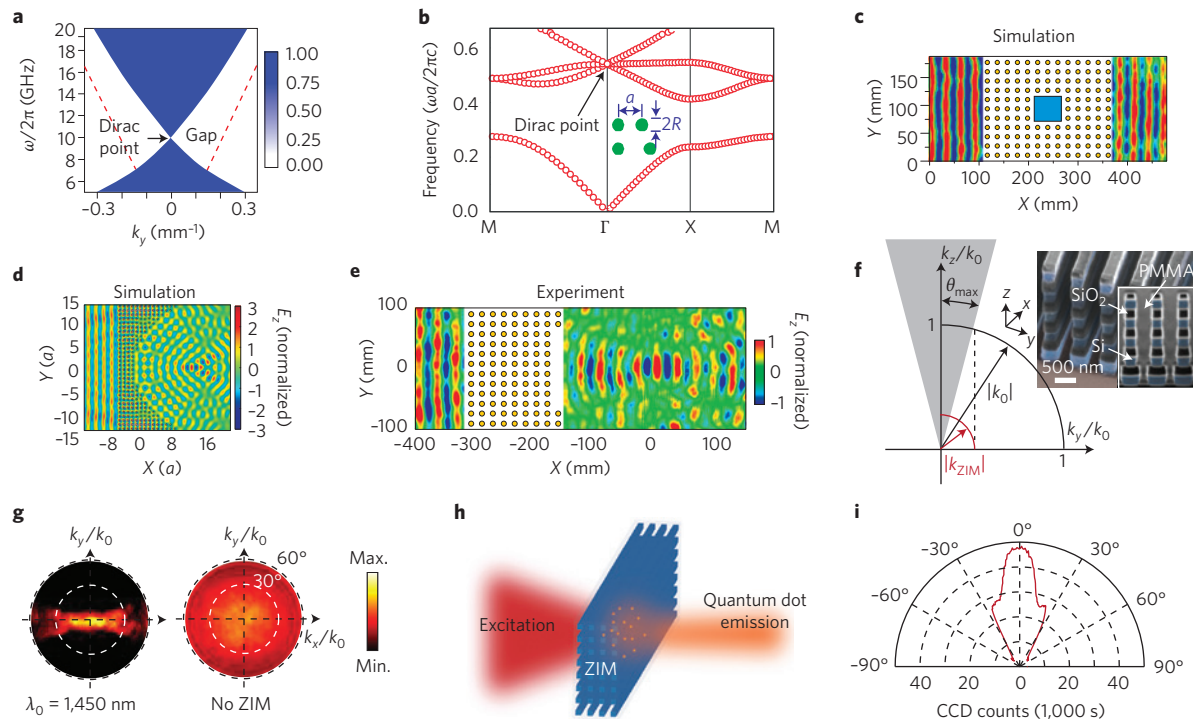 a
ω/2π (GHz)
20
18
16
14
12
10
8
6
Dirac
point
Gap
1.00
0.75
0.50
0.25
0.00
−0.3
0
0.3
k_y (mm⁻¹)
b
Frequency (ωa/2πc)
0.6
0.4
0.2
0.0
Dirac point
a
2R
M
Γ
X
M
c
Simulation
Y (mm)
150
100
50
0
0
100
200
300
400
X (mm)
d
Simulation
Y (a)
15
10
5
0
−5
−10
−15
−8
0
8
16
X (a)
3
2
1
0
−1
−2
−3
E_z (normalized)
e
Experiment
Y (mm)
100
0
−100
−400
−300
−200
−100
0
100
X (mm)
1
0
−1
E_z (normalized)
f
k_z/k_0
θ_max
1
|k_0|
|k_ZIM|
k_y/k_0
1
z
x
y
PMMA
SiO₂
Si
500 nm
g
k_y/k_0
k_y/k_0
60°
30°
k_x/k_0
Max.
Min.
λ_0 = 1,450 nm
No ZIM
h
Excitation
ZIM
Quantum dot
emission
i
0°
−30°
30°
−60°
60°
−90°
90°
40
20
0
20
40
CCD counts (1,000 s)